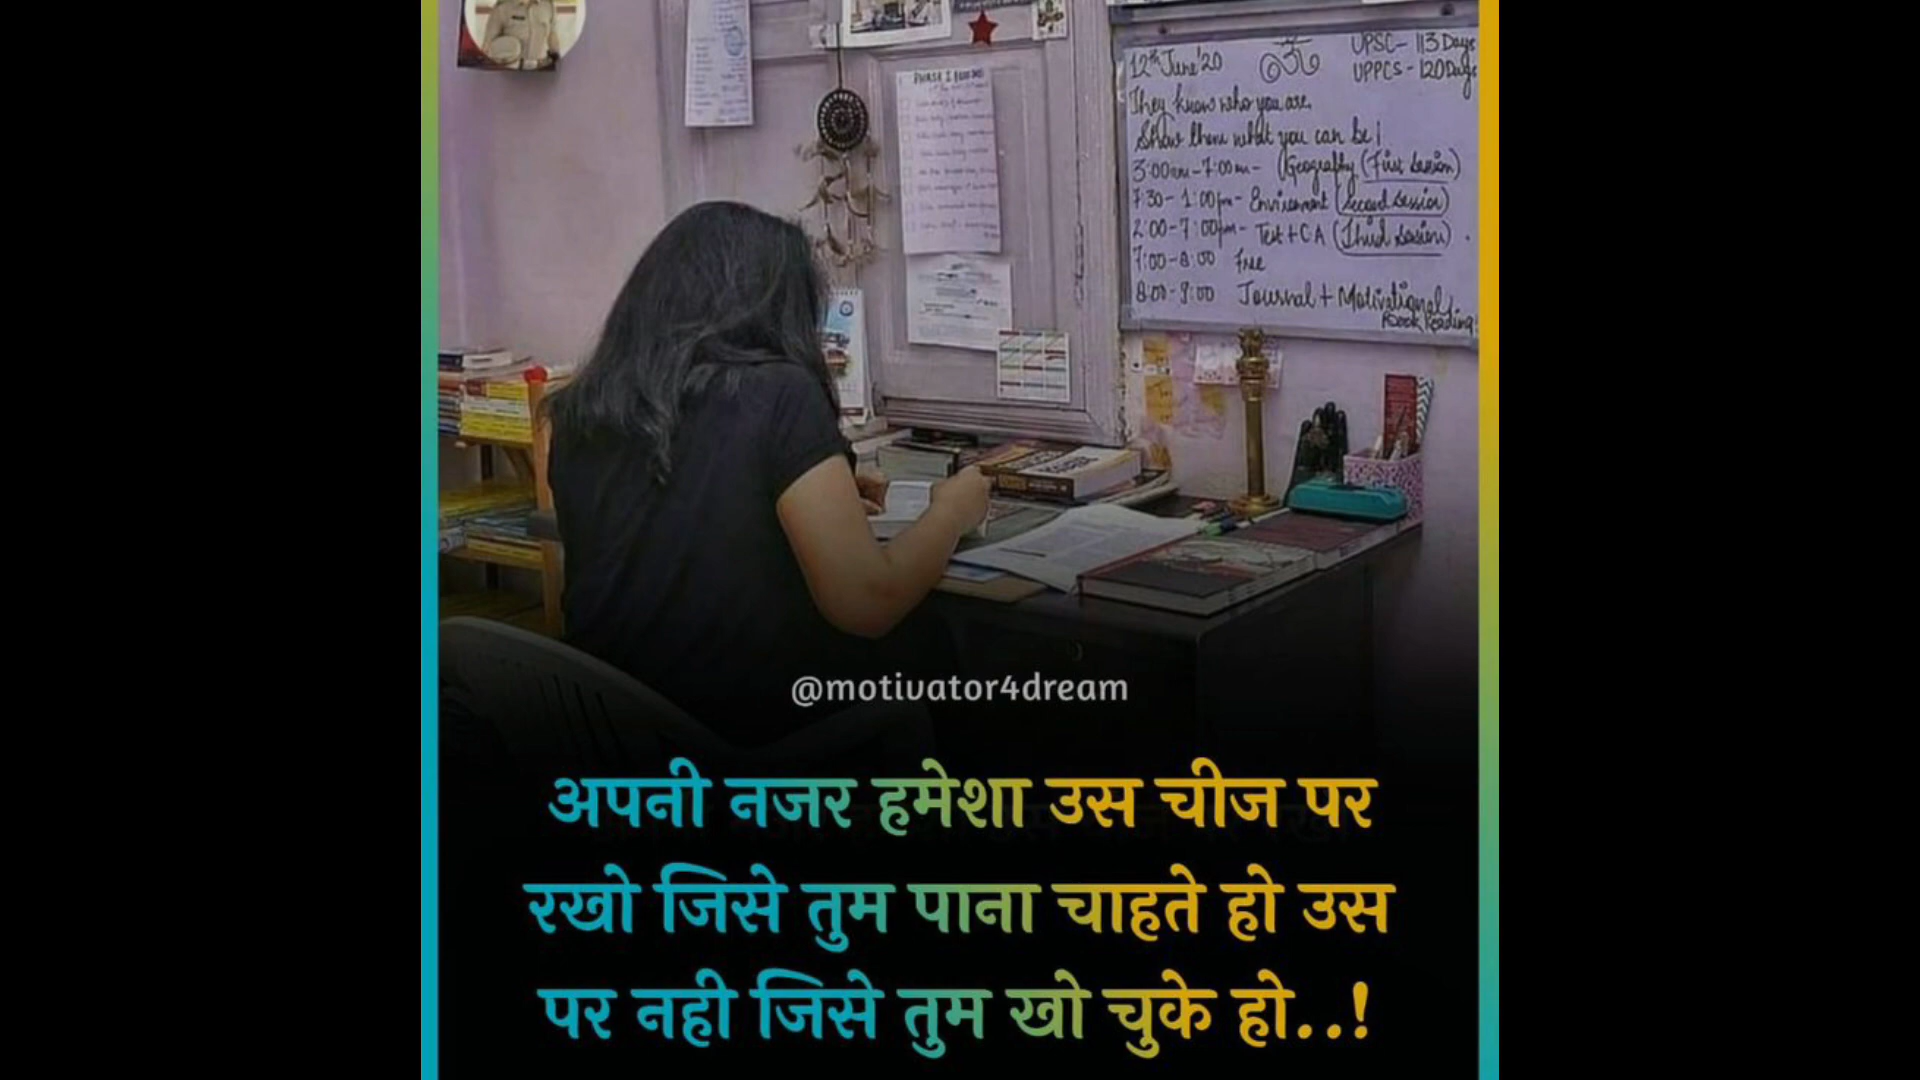 12th June'20
ॐ
UPSC- 113 Days
UPPCS - 120 Days
They know who you are.
Show them what you can be!
3:00am-7:00am- Geography (First Session)
7:30- 1:00pm- Environment (Second Session)
2:00-7:00pm- Test+CA (Third Session).
7:00-8:00 Free
8:00-9:00 Journal + Motivational
Book Reading
@motivator4dream
अपनी नजर हमेशा उस चीज पर
रखो जिसे तुम पाना चाहते हो उस
पर नही जिसे तुम खो चुके हो..!